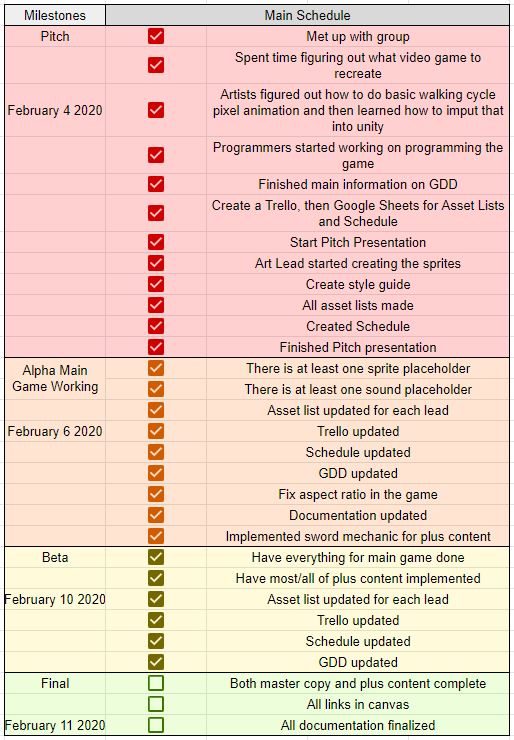 Milestones Main Schedule
Pitch Met up with group
Spent time figuring out what video game to
recreate
Artists figured out how to do basic walking cycle
February 4 2020 pixel animation and then learned how to imput that
into unity
Programmers started working on programming the
game
Finished main information on GDD
Create a Trello, then Google Sheets for Asset Lists
and Schedule
Start Pitch Presentation
Art Lead started creating the sprites
Create style guide
All asset lists made
Created Schedule
Finished Pitch presentation
Alpha Main There is at least one sprite placeholder
Game Working There is at least one sound placeholder
Asset list updated for each lead
February 6 2020 Trello updated
Schedule updated
GDD updated
Fix aspect ratio in the game
Documentation updated
Implemented sword mechanic for plus content
Beta Have everything for main game done
Have most/all of plus content implemented
February 10 2020 Asset list updated for each lead
Trello updated
Schedule updated
GDD updated
Final Both master copy and plus content complete
All links in canvas
February 11 2020 All documentation finalized